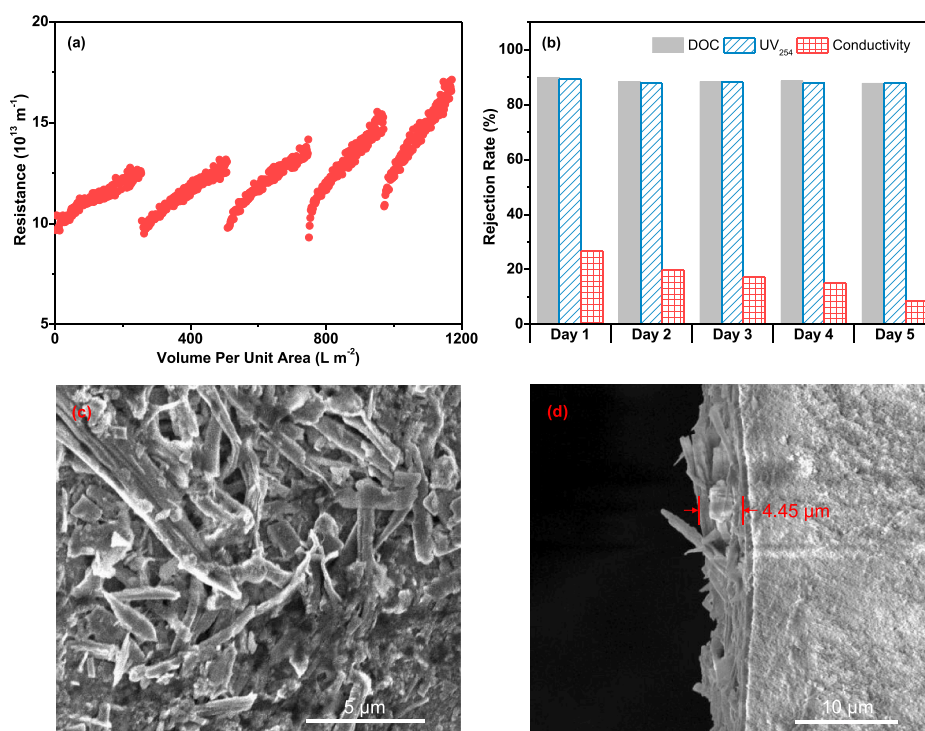 (a)
20
15
10
5
Resistance (10¹³ m⁻¹)
0
400
800
1200
Volume Per Unit Area (L m⁻²)
(b)
DOC
UV₂₅₄
Conductivity
100
80
60
40
20
0
Rejection Rate (%)
Day 1
Day 2
Day 3
Day 4
Day 5
(c)
5 μm
(d)
4.45 μm
10 μm